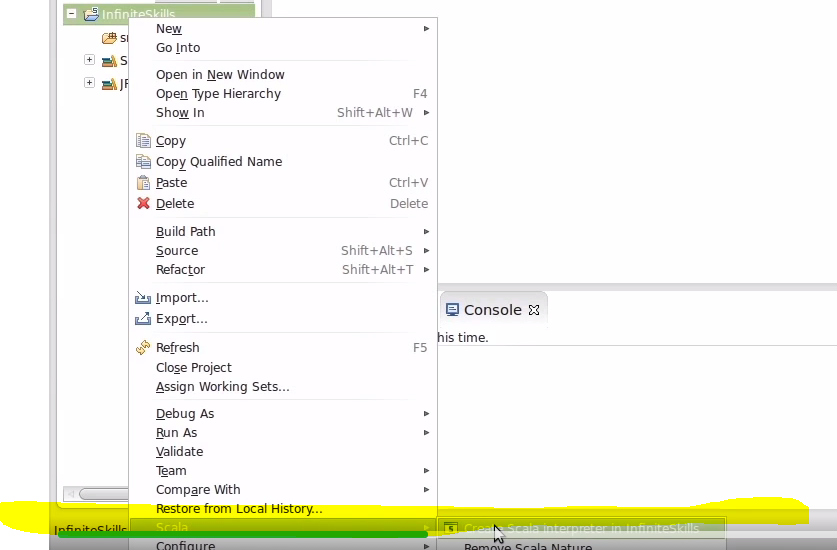 InfiniteSkills
New
Go Into
Open in New Window
Open Type Hierarchy F4
Show In Shift+Alt+W
Copy Ctrl+C
Copy Qualified Name
Paste Ctrl+V
Delete Delete
Build Path
Source Shift+Alt+S
Refactor Shift+Alt+T
Import...
Export...
Console
his time.
Refresh F5
Close Project
Assign Working Sets...
Debug As
Run As
Validate
Team
Compare With
Restore from Local History...
InfiniteSkills
Scala
Create Scala interpreter in InfiniteSkills
Configure
Remove Scala Nature